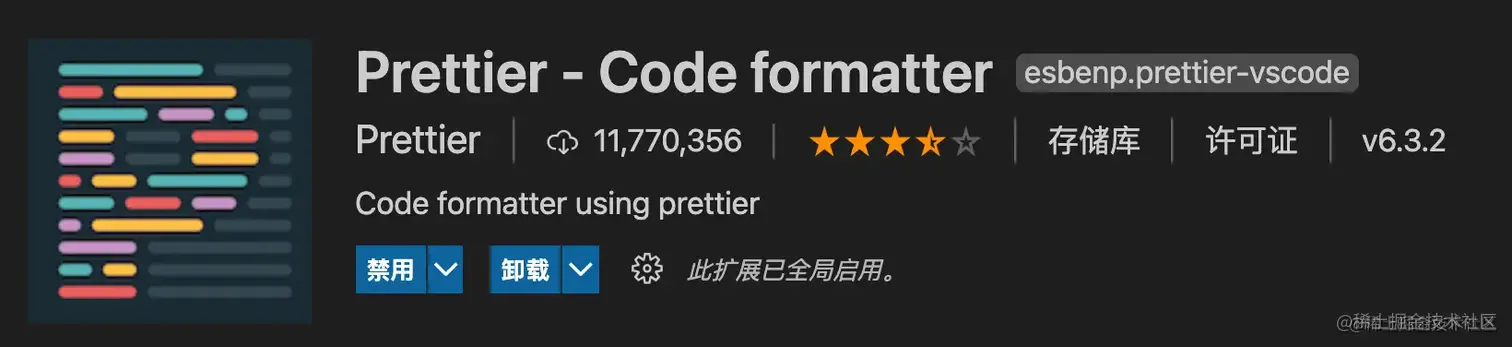 Prettier - Code formatter esbenp.prettier-vscode
Prettier 11,770,356 存储库 许可证 v6.3.2
Code formatter using prettier
禁用 卸载 此扩展已全局启用。
@稀土掘金技术社区